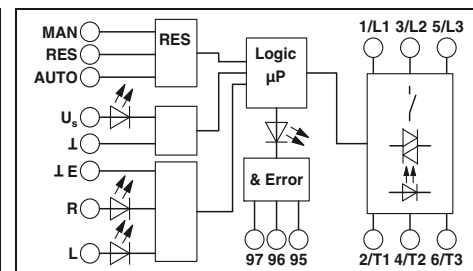 1/L1 3/L2 5/L3
MAN
RES
AUTO
RES
Logic
µP
Us
⊥
⊥ E
R
L
& Error
97 96 95
2/T1 4/T2 6/T3